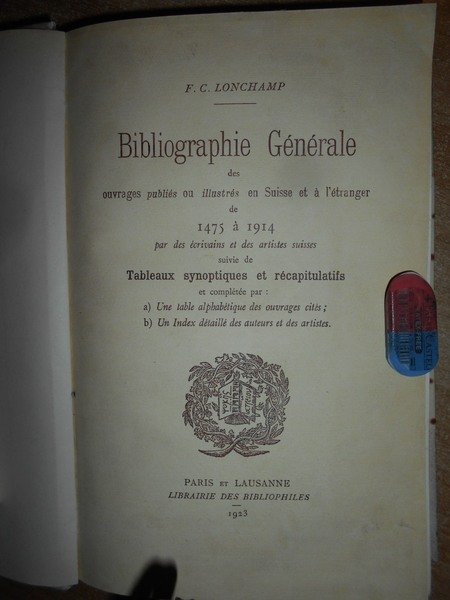 F. C. LONCHAMP
Bibliographie Générale
des
ouvrages publiés ou illustrés en Suisse et à l'étranger
de
1475 à 1914
par des écrivains et des artistes suisses
suivie de
Tableaux synoptiques et récapitulatifs
et complétée par :
a) Une table alphabétique des ouvrages cités ;
b) Un Index détaillé des auteurs et des artistes.
PARIS ET LAUSANNE
LIBRAIRIE DES BIBLIOPHILES
1923